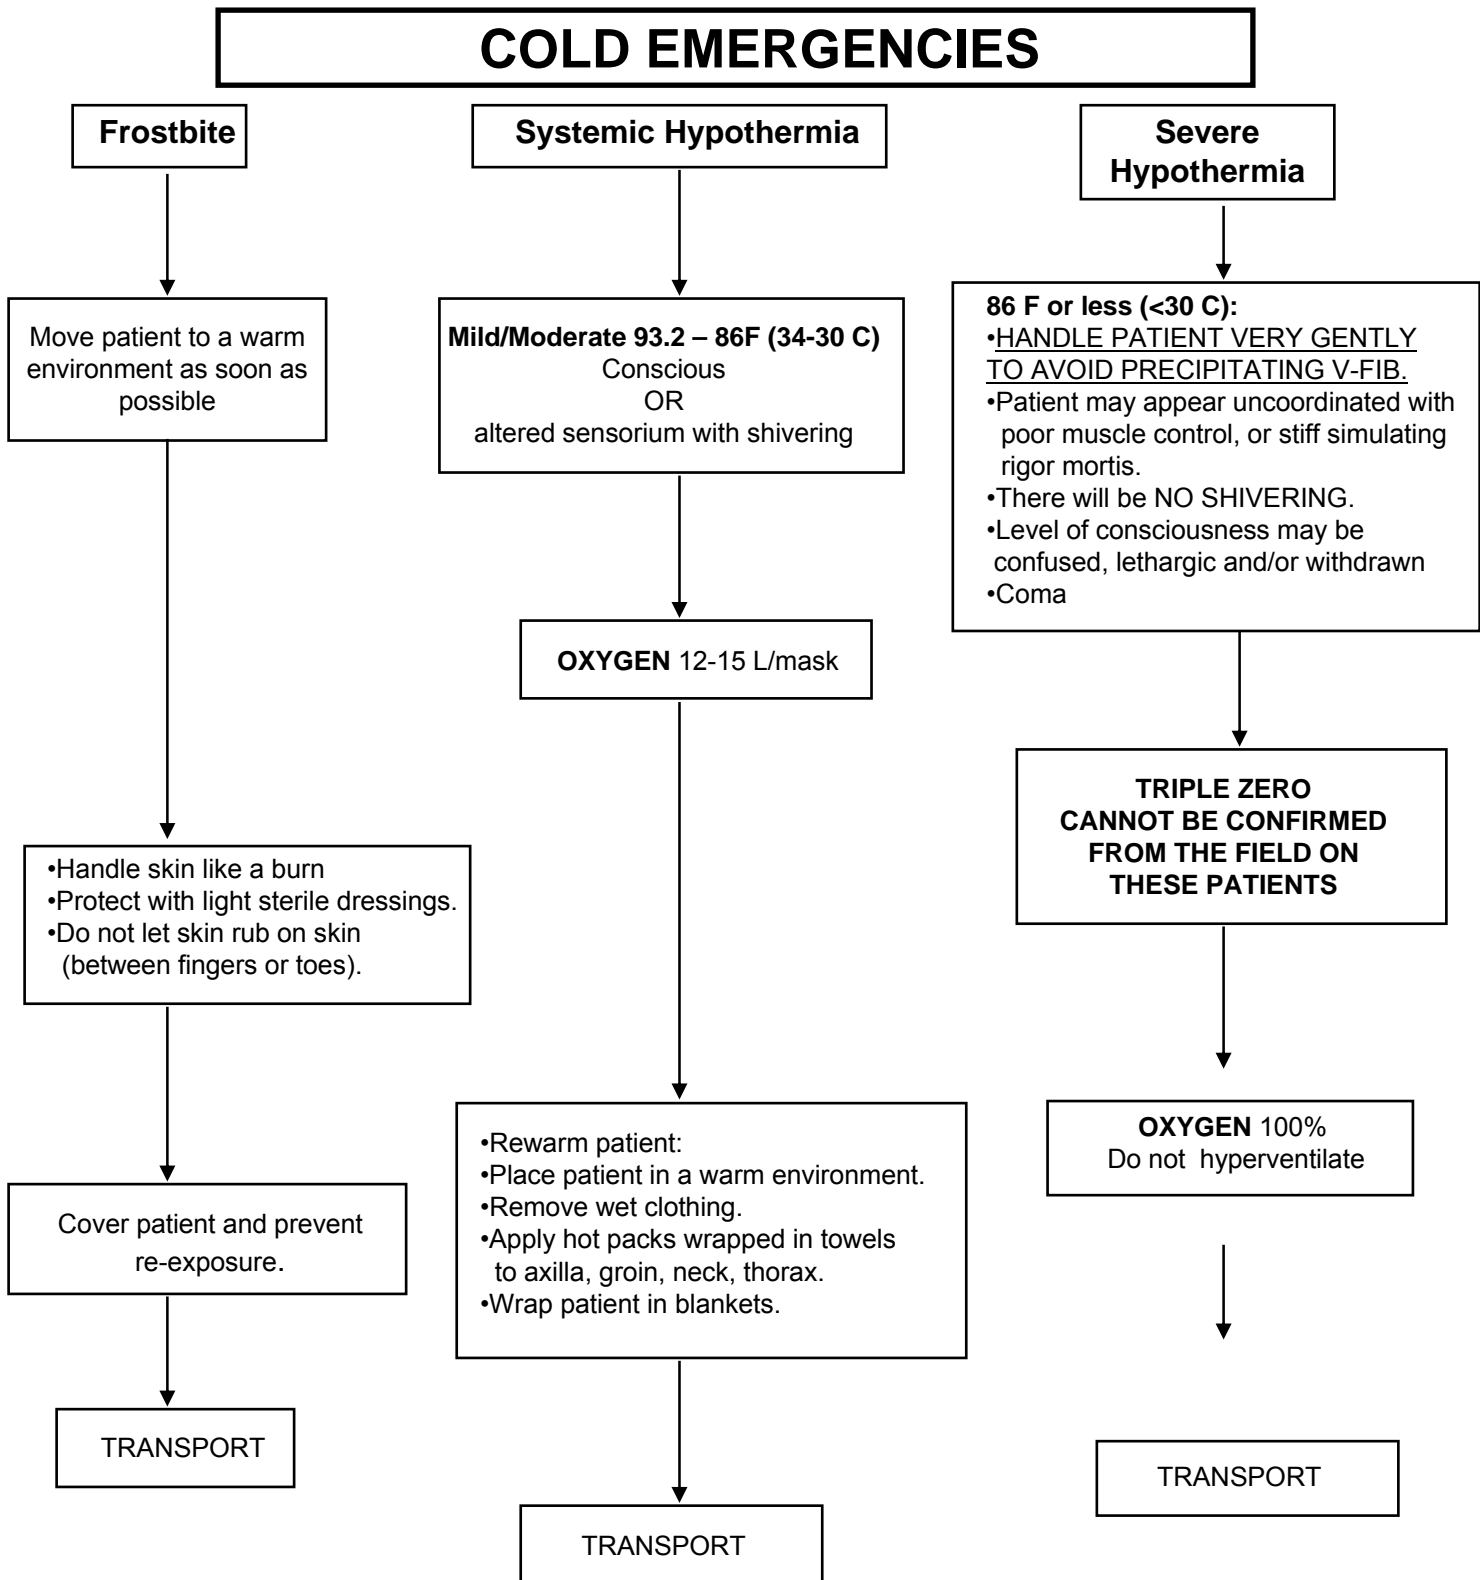 COLD EMERGENCIES
Frostbite
Move patient to a warm
environment as soon as
possible
•Handle skin like a burn
•Protect with light sterile dressings.
•Do not let skin rub on skin
(between fingers or toes).
Cover patient and prevent
re-exposure.
TRANSPORT
Systemic Hypothermia
Mild/Moderate 93.2 – 86F (34-30 C)
Conscious
OR
altered sensorium with shivering
OXYGEN 12-15 L/mask
•Rewarm patient:
•Place patient in a warm environment.
•Remove wet clothing.
•Apply hot packs wrapped in towels
to axilla, groin, neck, thorax.
•Wrap patient in blankets.
TRANSPORT
Severe
Hypothermia
86 F or less (<30 C):
•HANDLE PATIENT VERY GENTLY
TO AVOID PRECIPITATING V-FIB.
•Patient may appear uncoordinated with
poor muscle control, or stiff simulating
rigor mortis.
•There will be NO SHIVERING.
•Level of consciousness may be
confused, lethargic and/or withdrawn
•Coma
TRIPLE ZERO
CANNOT BE CONFIRMED
FROM THE FIELD ON
THESE PATIENTS
OXYGEN 100%
Do not hyperventilate
TRANSPORT